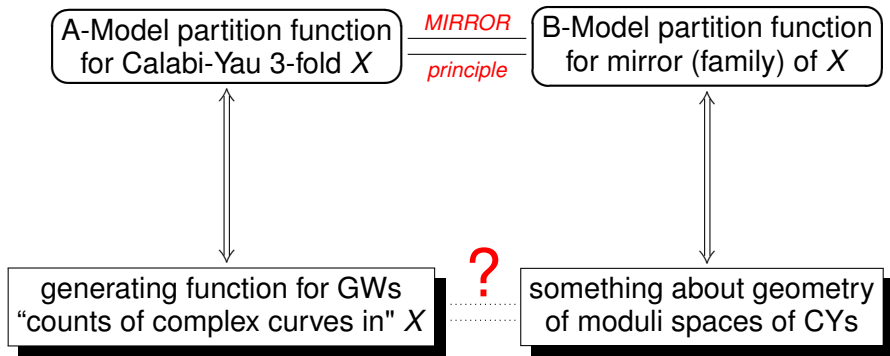 A-Model partition function
for Calabi-Yau 3-fold X
MIRROR
principle
B-Model partition function
for mirror (family) of X
generating function for GWs
“counts of complex curves in" X
?
something about geometry
of moduli spaces of CYs